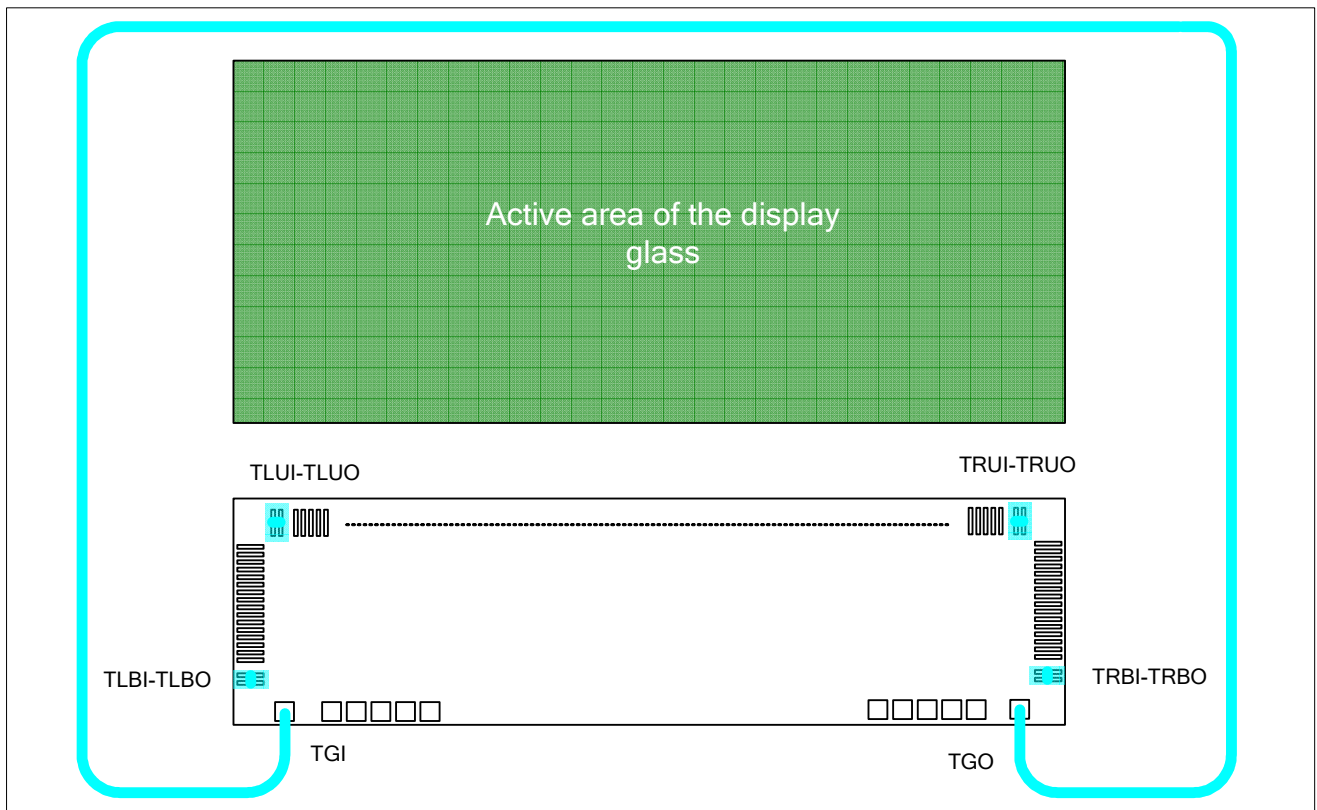 Active area of the display
glass
TLUI-TLUO
TRUI-TRUO
TLBI-TLBO
TRBI-TRBO
TGI
TGO